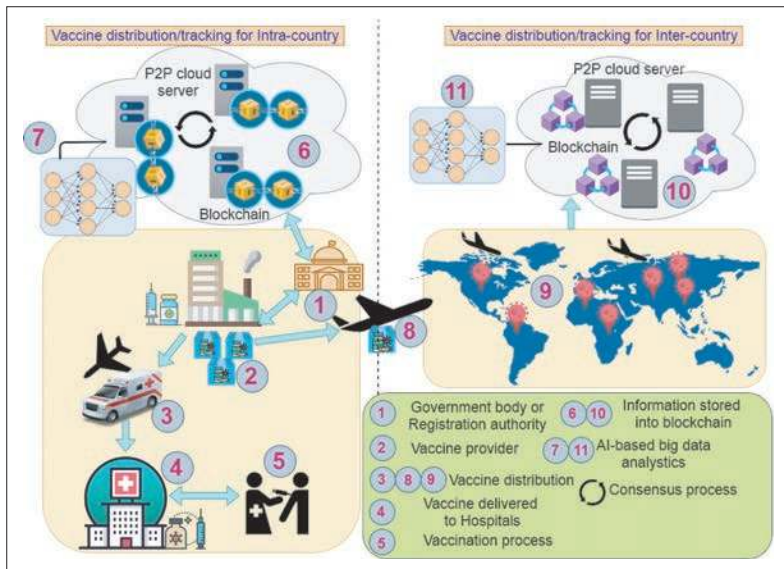 Vaccine distribution/tracking for Intra-country
Vaccine distribution/tracking for Inter-country
P2P cloud
server
7
6
Blockchain
11
P2P cloud server
Blockchain
10
1
2
3
4
5
8
9
1 Government body or
Registration authority
2 Vaccine provider
3 8 9 Vaccine distribution
4 Vaccine delivered
to Hospitals
5 Vaccination process
6 10 Information stored
into blockchain
7 11 AI-based big data
analystics
Consensus process